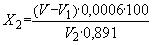 X₂ = (V − V₁)·0,0006·100 / V₂·0,891